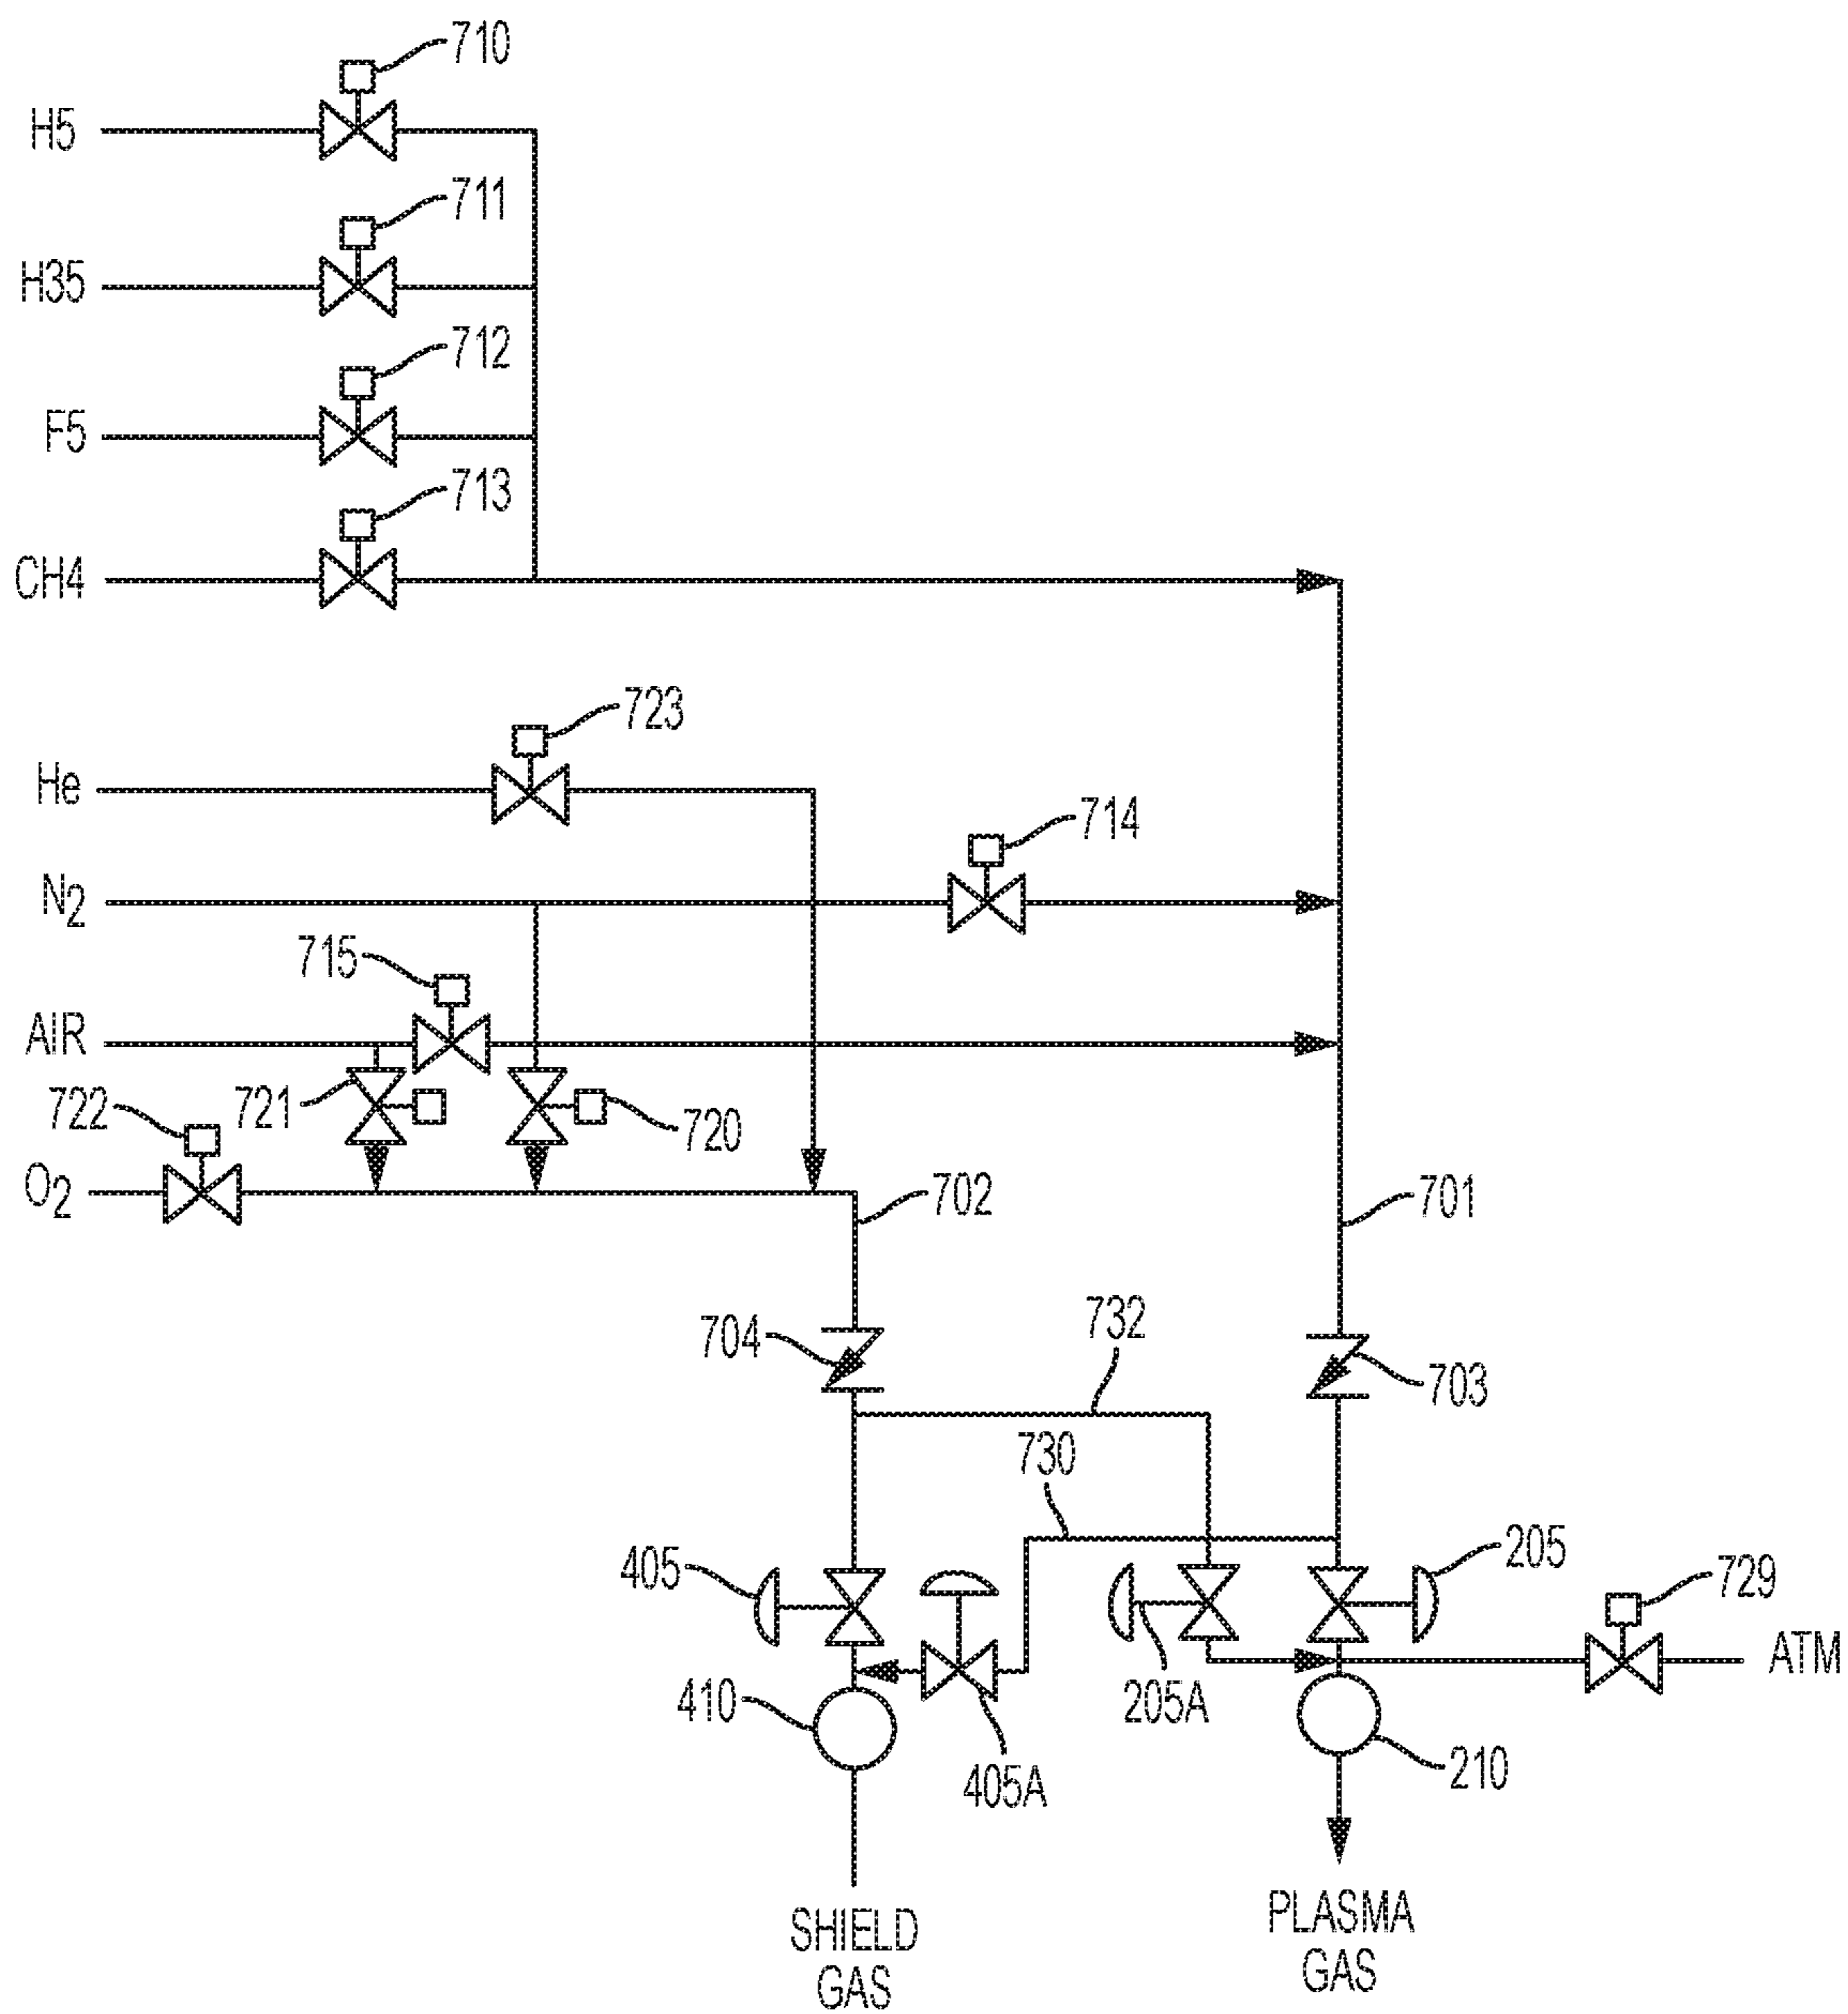 710
H5
711
H35
712
F5
713
CH4
723
He
714
N2
715
AIR
722
721
720
O2
702
701
732
704
703
730
405
205
729
ATM
410
205A
405A
210
SHIELD
GAS
PLASMA
GAS